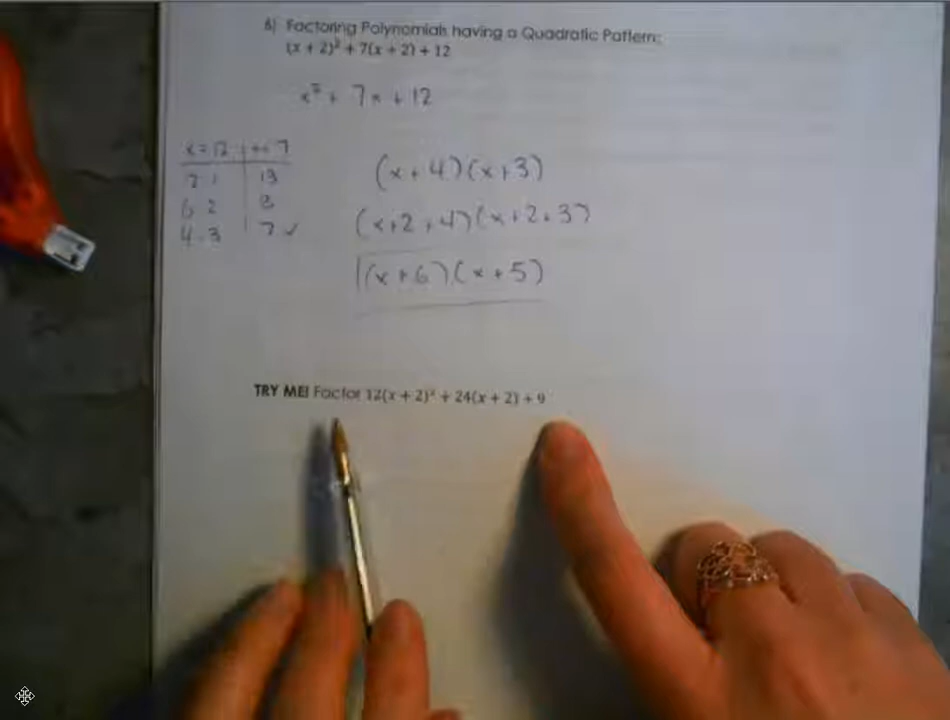 6) Factoring Polynomials having a Quadratic Pattern:
(x + 2)² + 7(x + 2) + 12
x² + 7x + 12
x = 12 + = 7
13
6 2 8
4 · 3 7 ✓
(x + 4)(x + 3)
(x + 2 + 4)(x + 2 + 3)
(x + 6)(x + 5)
TRY ME! Factor 12(x + 2)² + 24(x + 2) + 9